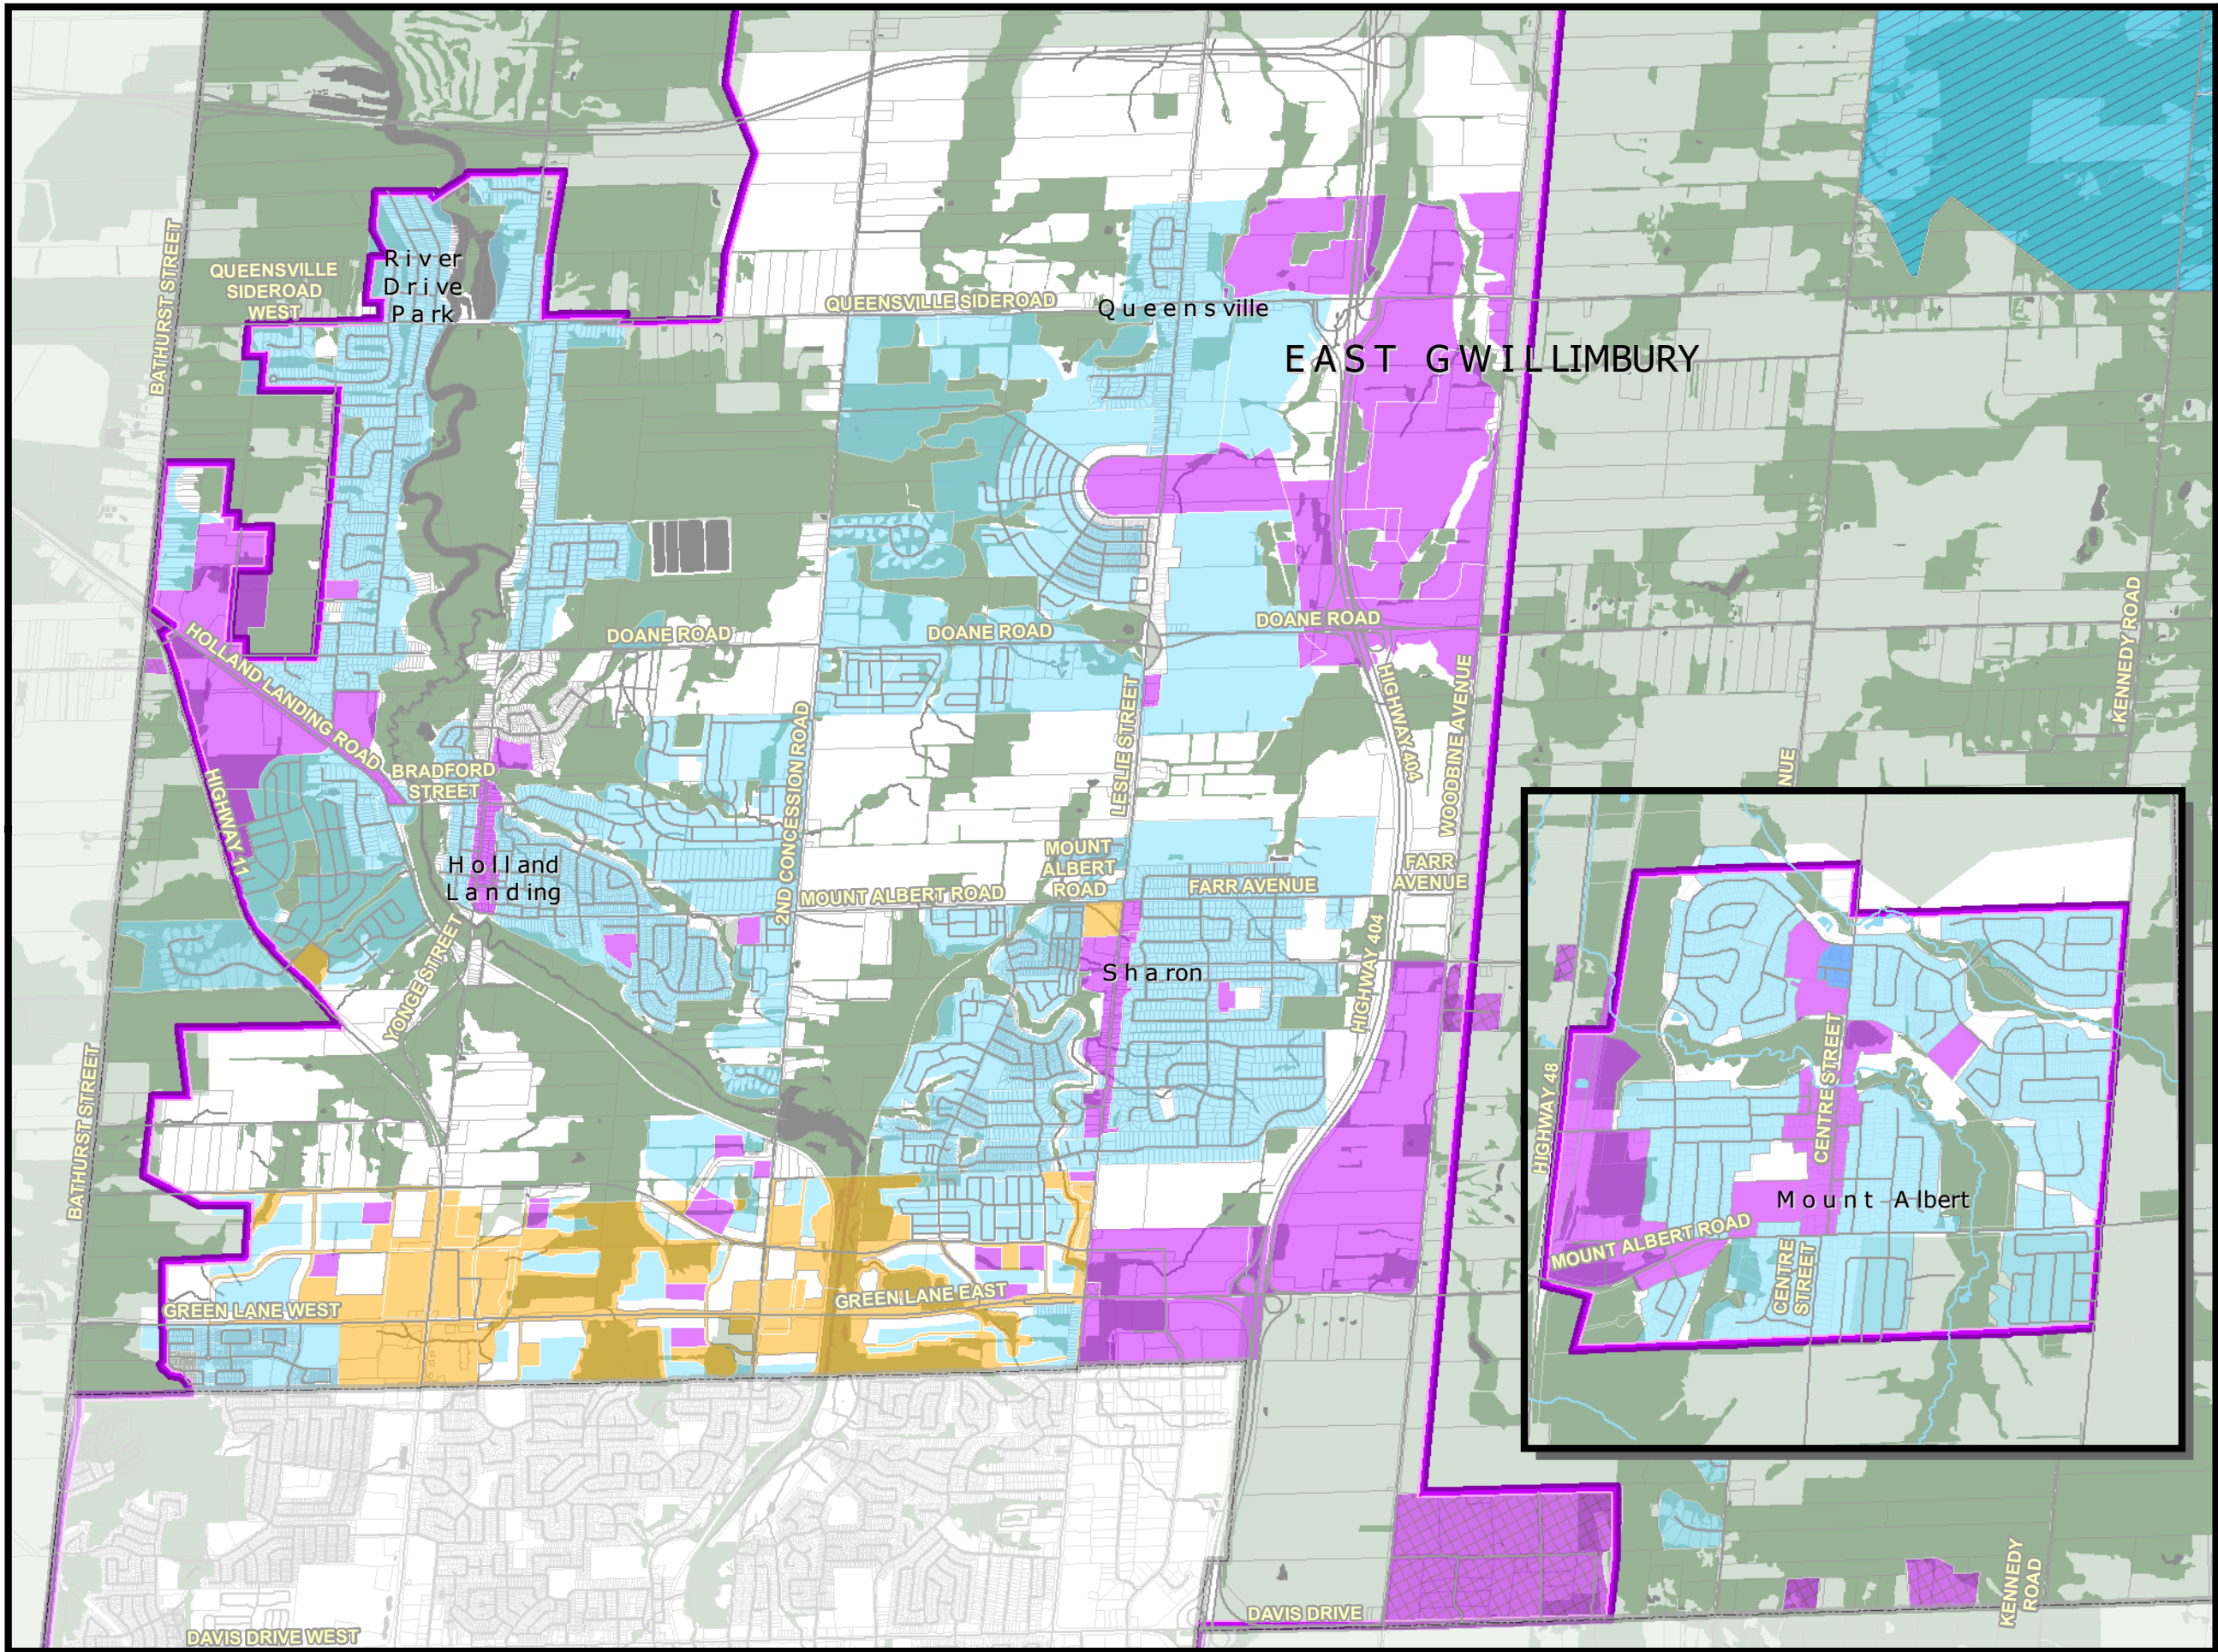 BATHURST STREET
QUEENSVILLE
SIDEROAD
WEST
River
Drive
Park
QUEENSVILLE SIDEROAD
Queensville
EAST GWILLIMBURY
HOLLAND LANDING ROAD
DOANE ROAD
DOANE ROAD
DOANE ROAD
HIGHWAY 404
WOODBINE AVENUE
KENNEDY ROAD
LESLIE STREET
2ND CONCESSION ROAD
BRADFORD
STREET
HIGHWAY 11
Holland
Landing
MOUNT ALBERT ROAD
MOUNT
ALBERT
ROAD
FARR AVENUE
FARR
AVENUE
NUE
YONGE STREET
Sharon
HIGHWAY 404
BATHURST STREET
HIGHWAY 48
CENTRE STREET
Mount Albert
MOUNT ALBERT ROAD
CENTRE
STREET
GREEN LANE WEST
GREEN LANE EAST
DAVIS DRIVE WEST
DAVIS DRIVE
KENNEDY
ROAD